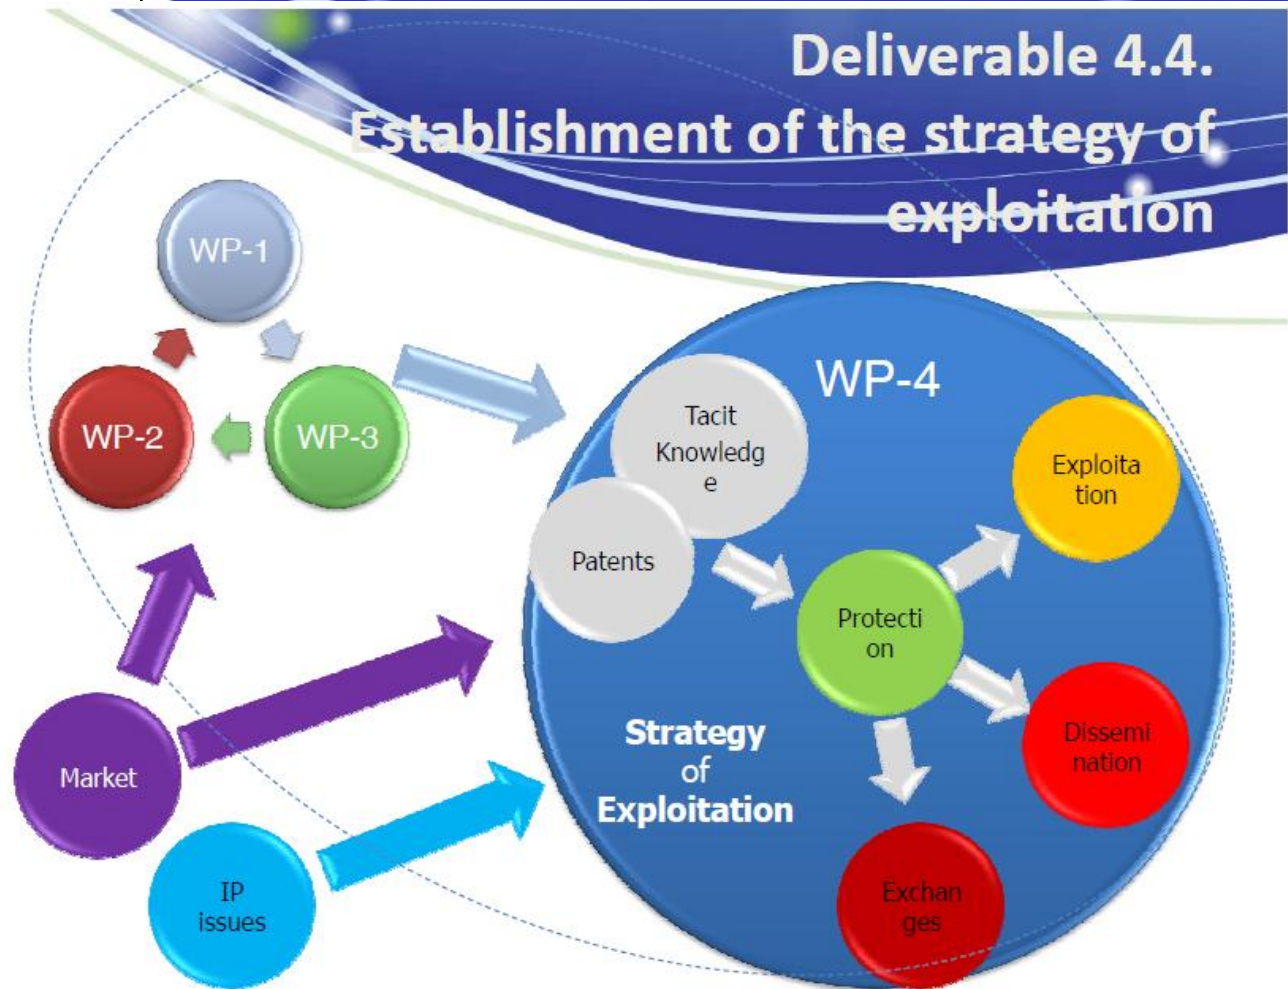 Deliverable 4.4.
Establishment of the strategy of
exploitation
WP-1
WP-2
WP-3
WP-4
Tacit
Knowledg
e
Patents
Exploita
tion
Protecti
on
Dissemi
nation
Exchan
ges
Strategy
of
Exploitation
Market
IP
issues